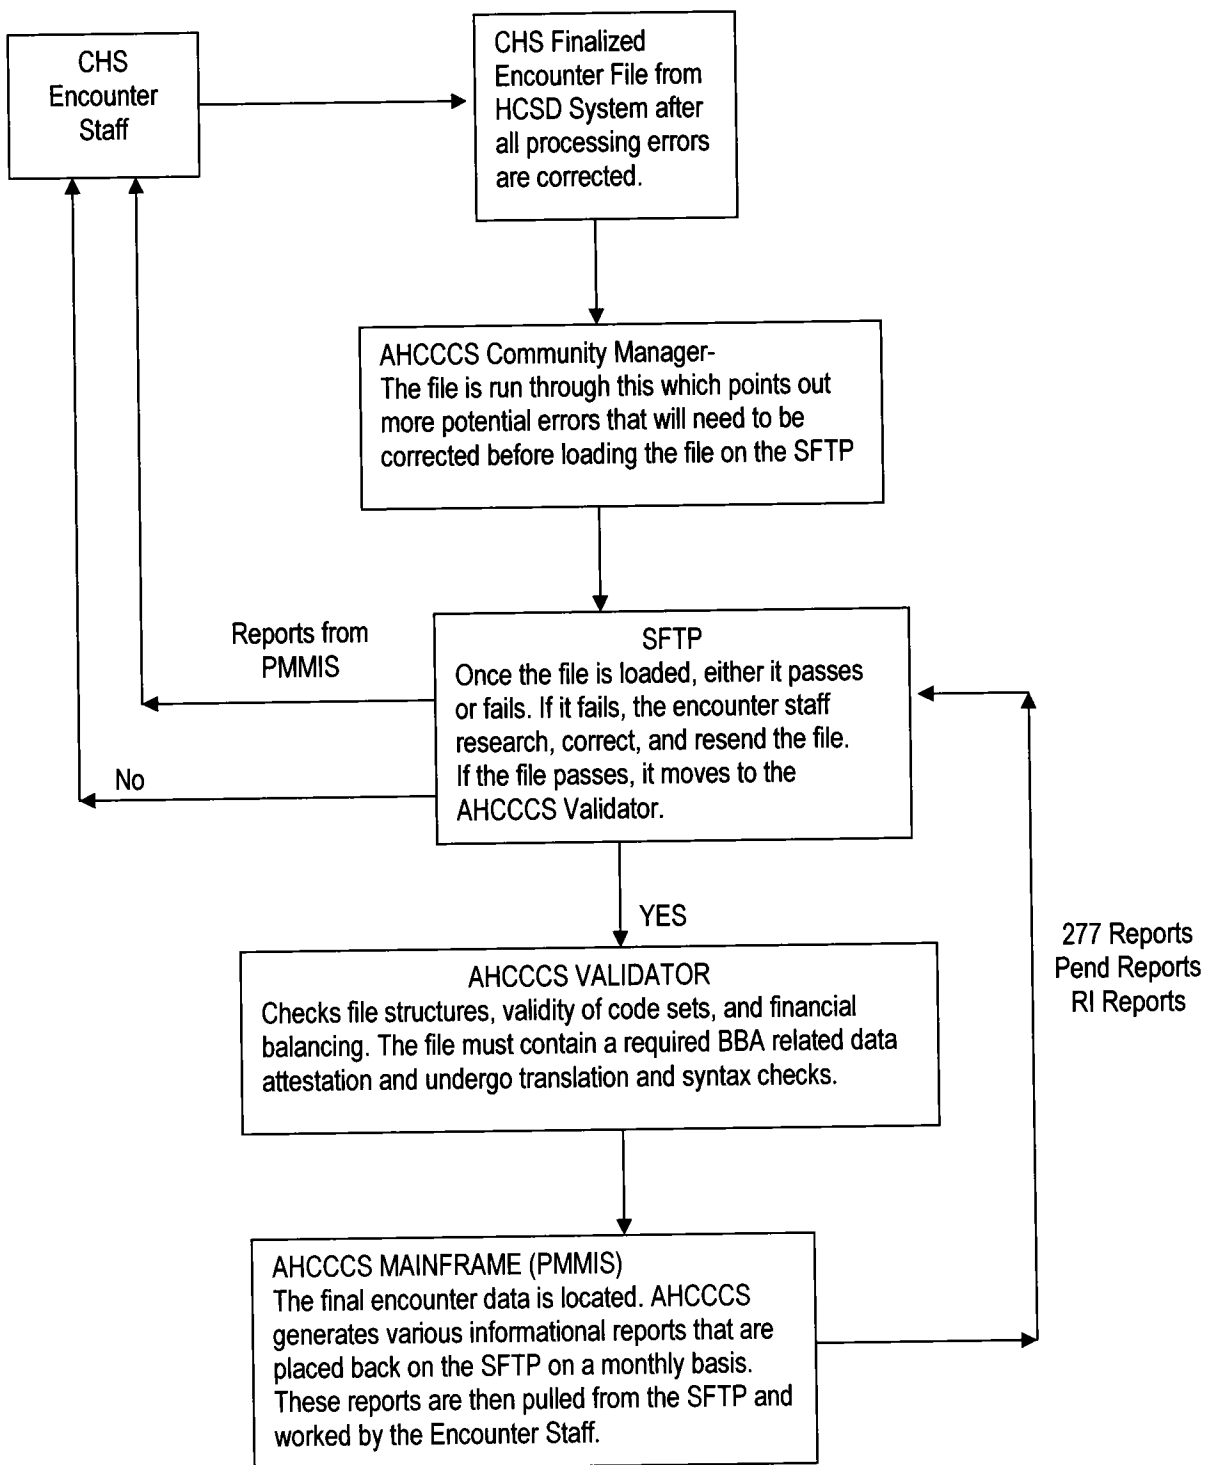 CHS
Encounter
Staff
CHS Finalized
Encounter File from
HCSD System after
all processing errors
are corrected.
AHCCCS Community Manager-
The file is run through this which points out
more potential errors that will need to be
corrected before loading the file on the SFTP
Reports from
PMMIS
No
SFTP
Once the file is loaded, either it passes
or fails. If it fails, the encounter staff
research, correct, and resend the file.
If the file passes, it moves to the
AHCCCS Validator.
YES
277 Reports
Pend Reports
RI Reports
AHCCCS VALIDATOR
Checks file structures, validity of code sets, and financial
balancing. The file must contain a required BBA related data
attestation and undergo translation and syntax checks.
AHCCCS MAINFRAME (PMMIS)
The final encounter data is located. AHCCCS
generates various informational reports that are
placed back on the SFTP on a monthly basis.
These reports are then pulled from the SFTP and
worked by the Encounter Staff.